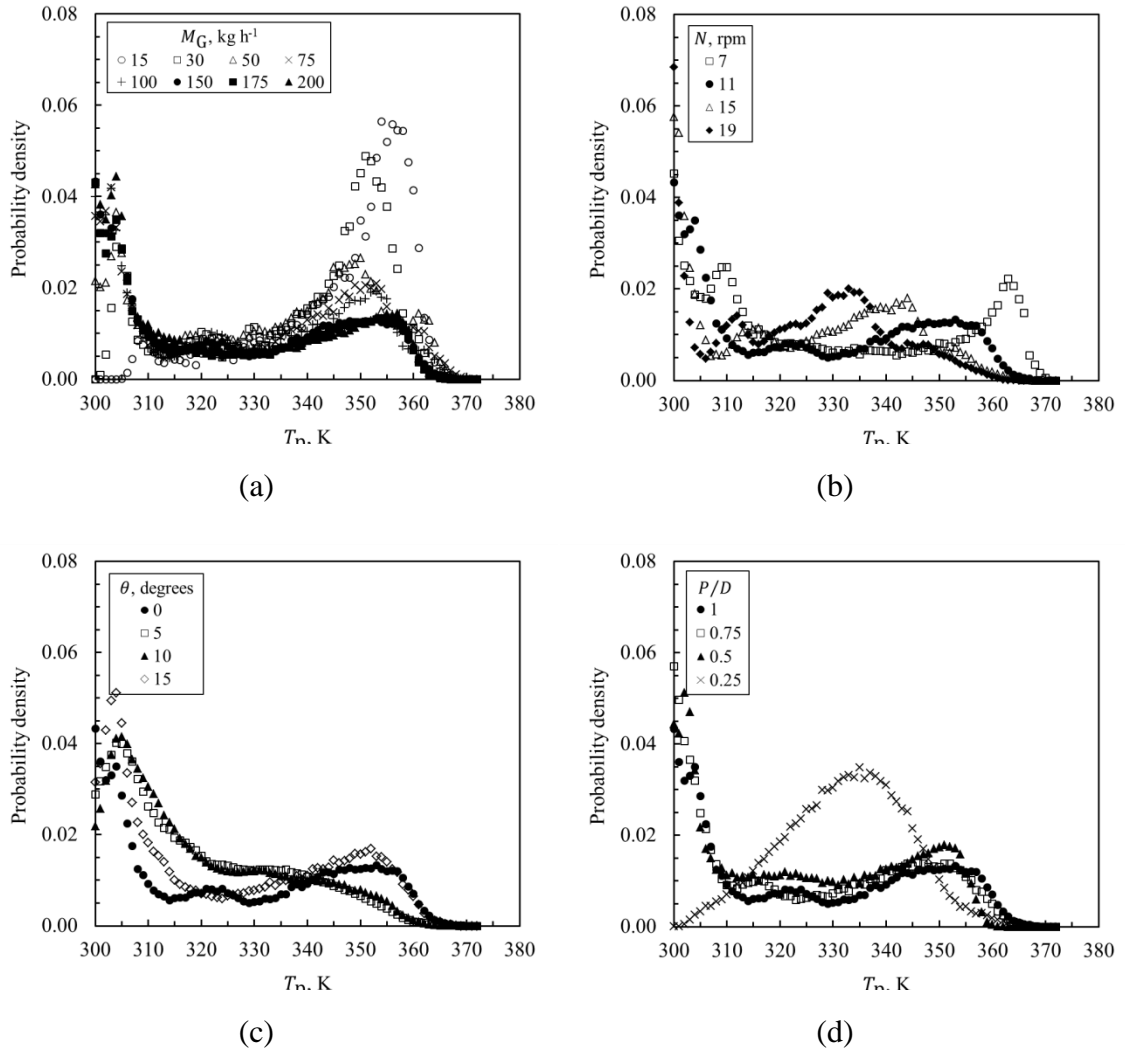 M_G, kg h⁻¹
15 30 50 75
100 150 175 200
Probability density
0.08
0.06
0.04
0.02
0.00
300 310 320 330 340 350 360 370 380
T_p, K
(a)
N, rpm
7
11
15
19
Probability density
0.08
0.06
0.04
0.02
0.00
300 310 320 330 340 350 360 370 380
T_p, K
(b)
θ, degrees
0
5
10
15
Probability density
0.08
0.06
0.04
0.02
0.00
300 310 320 330 340 350 360 370 380
T_p, K
(c)
P/D
1
0.75
0.5
0.25
Probability density
0.08
0.06
0.04
0.02
0.00
300 310 320 330 340 350 360 370 380
T_p, K
(d)